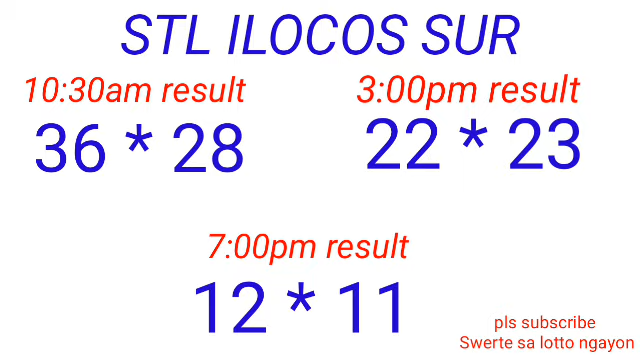 STL ILOCOS SUR
10:30am result
36 * 28
3:00pm result
22 * 23
7:00pm result
12 * 11
pls subscribe
Swerte sa lotto ngayon